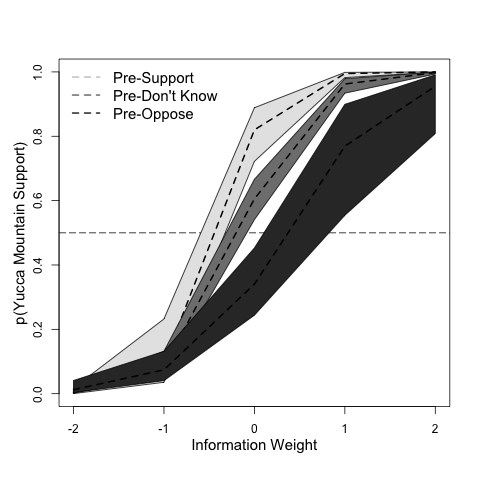 Pre-Support
Pre-Don't Know
Pre-Oppose
p(Yucca Mountain Support)
1.0
0.8
0.6
0.4
0.2
0.0
-2
-1
0
1
2
Information Weight